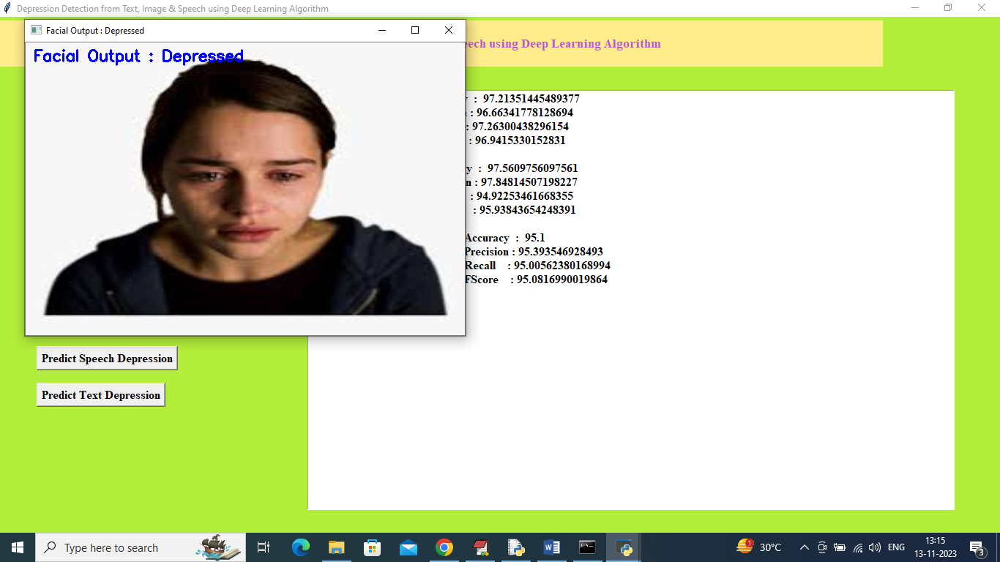 Depression Detection from Text, Image & Speech using Deep Learning Algorithm
Facial Output : Depressed
Facial Output : Depressed
using Deep Learning Algorithm
: 97.21351445489377
: 96.66341778128694
: 97.26300438296154
: 96.9415330152831
: 97.5609756097561
: 97.84814507198227
: 94.92253461668355
: 95.93843654248391
Accuracy : 95.1
Precision : 95.393546928493
Recall : 95.00562380168994
FScore : 95.0816990019864
Predict Speech Depression
Predict Text Depression
Type here to search
1
30°C
ENG
13:15
13-11-2023
3